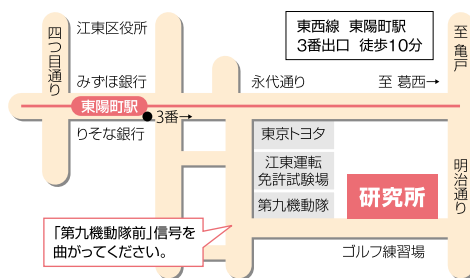 四つ目通り
江東区役所
東西線 東陽町駅
3番出口 徒歩10分
至 亀戸
みずほ銀行
永代通り
至 葛西→
東陽町駅
3番→
りそな銀行
東京トヨタ
江東運転
免許試験場
第九機動隊
研究所
明治通り
「第九機動隊前」信号を
曲がってください。
ゴルフ練習場